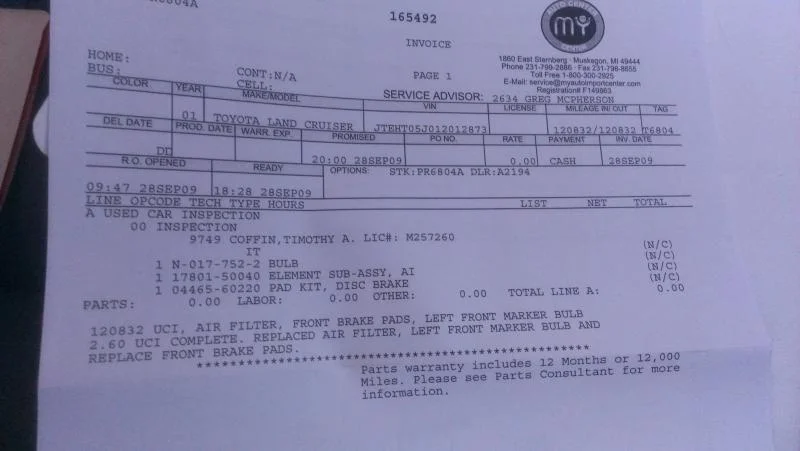 6804A
165492
INVOICE
AUTO CENTER
MY
CENTER
1860 East Sternberg · Muskegon, MI 49444
Phone 231-799-2886 · Fax 231-798-8655
Toll Free 1-800-300-2925
E-Mail: service@myautoimportcenter.com
Registration# F149863
HOME:
BUS:
CONT:N/A
CELL:
PAGE 1
SERVICE ADVISOR: 2634 GREG MCPHERSON
COLOR YEAR MAKE/MODEL VIN LICENSE MILEAGE IN/ OUT TAG
01 TOYOTA LAND CRUISER JTEHT05J012012873 120832/120832 T6804
DEL DATE PROD. DATE WARR. EXP. PROMISED PO NO. RATE PAYMENT INV. DATE
DD 20:00 28SEP09 0.00 CASH 28SEP09
R.O. OPENED READY OPTIONS: STK:PR6804A DLR:A2194
09:47 28SEP09 18:28 28SEP09
LINE OPCODE TECH TYPE HOURS LIST NET TOTAL
A USED CAR INSPECTION
00 INSPECTION
9749 COFFIN,TIMOTHY A. LIC#: M257260
IT (N/C)
1 N-017-752-2 BULB (N/C)
1 17801-50040 ELEMENT SUB-ASSY, AI (N/C)
1 04465-60220 PAD KIT, DISC BRAKE (N/C)
PARTS: 0.00 LABOR: 0.00 OTHER: 0.00 TOTAL LINE A: 0.00
120832 UCI, AIR FILTER, FRONT BRAKE PADS, LEFT FRONT MARKER BULB
2.60 UCI COMPLETE. REPLACED AIR FILTER, LEFT FRONT MARKER BULB AND
REPLACE FRONT BRAKE PADS.
****************************************************
Parts warranty includes 12 Months or 12,000
Miles. Please see Parts Consultant for more
information.